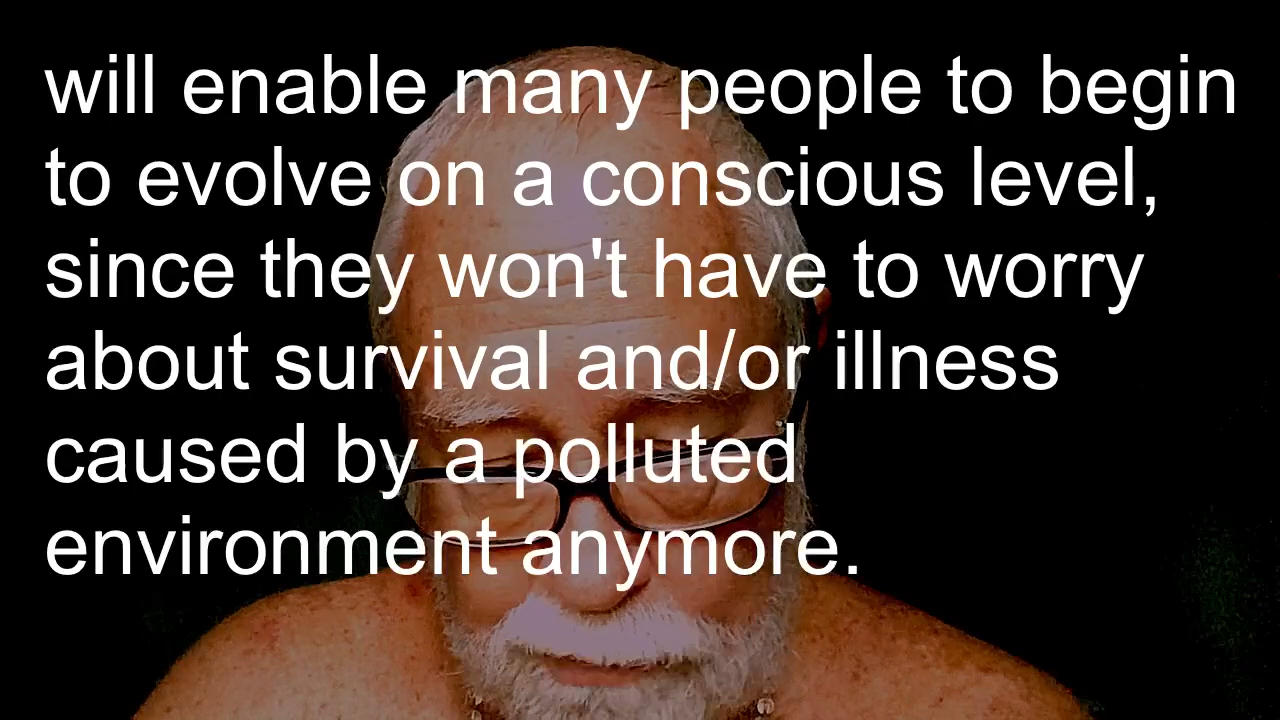 will enable many people to begin
to evolve on a conscious level,
since they won't have to worry
about survival and/or illness
caused by a polluted
environment anymore.